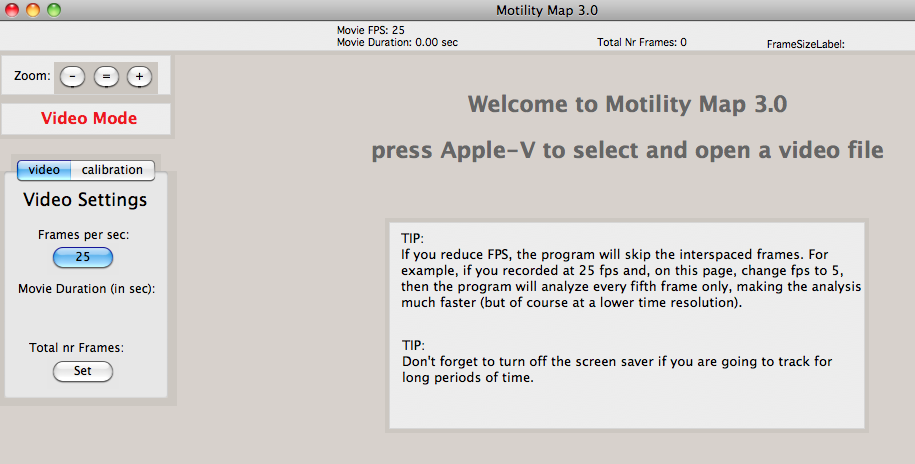 Motility Map 3.0
Movie FPS: 25
Movie Duration: 0.00 sec
Total Nr Frames: 0
FrameSizeLabel:
Zoom: - = +
Video Mode
video calibration
Video Settings
Frames per sec:
25
Movie Duration (in sec):
Total nr Frames:
Set
Welcome to Motility Map 3.0
press Apple-V to select and open a video file
TIP:
If you reduce FPS, the program will skip the interspaced frames. For
example, if you recorded at 25 fps and, on this page, change fps to 5,
then the program will analyze every fifth frame only, making the analysis
much faster (but of course at a lower time resolution).
TIP:
Don't forget to turn off the screen saver if you are going to track for
long periods of time.